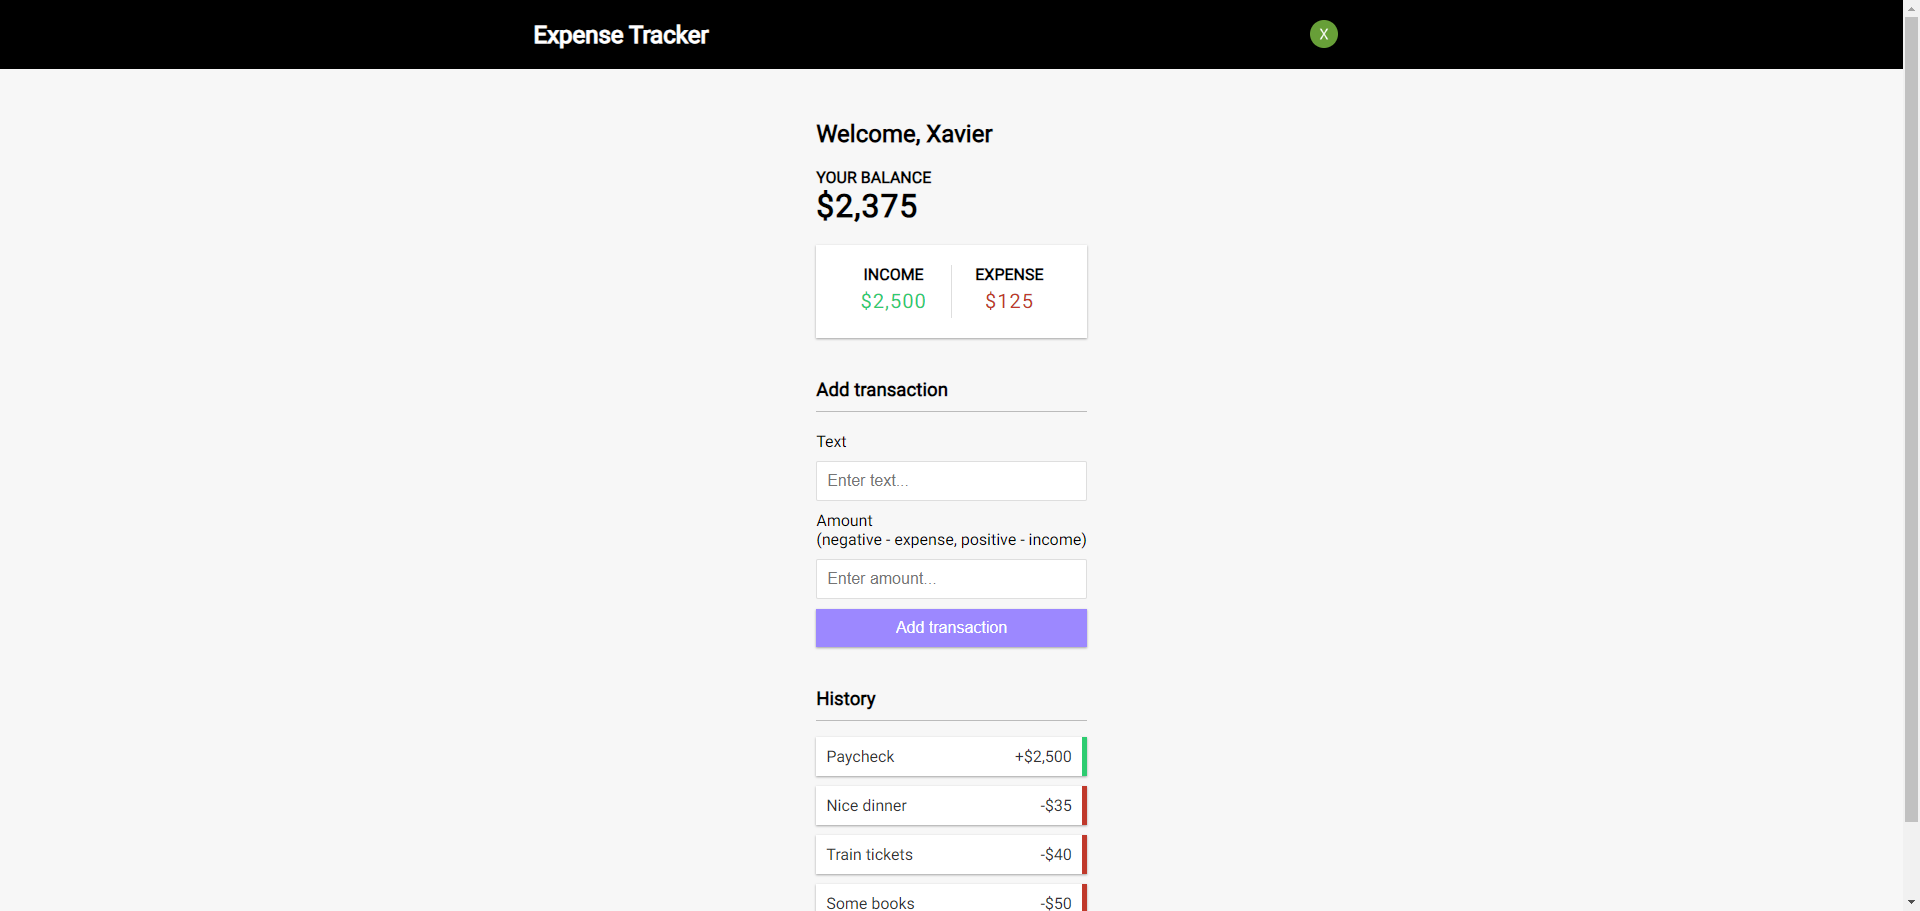 Expense Tracker
X
Welcome, Xavier
YOUR BALANCE
$2,375
INCOME
$2,500
EXPENSE
$125
Add transaction
Text
Enter text...
Amount
(negative - expense, positive - income)
Enter amount...
Add transaction
History
Paycheck +$2,500
Nice dinner -$35
Train tickets -$40
Some books -$50